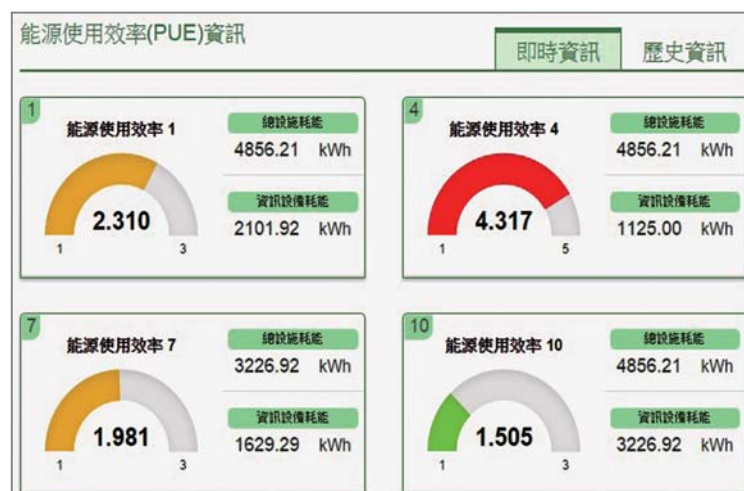 能源使用效率(PUE)資訊
即時資訊
歷史資訊
1
能源使用效率 1
總設施耗能
4856.21 kWh
資訊設備耗能
2101.92 kWh
2.310
1
3
4
能源使用效率 4
總設施耗能
4856.21 kWh
資訊設備耗能
1125.00 kWh
4.317
1
5
7
能源使用效率 7
總設施耗能
3226.92 kWh
資訊設備耗能
1629.29 kWh
1.981
1
3
10
能源使用效率 10
總設施耗能
4856.21 kWh
資訊設備耗能
3226.92 kWh
1.505
1
3